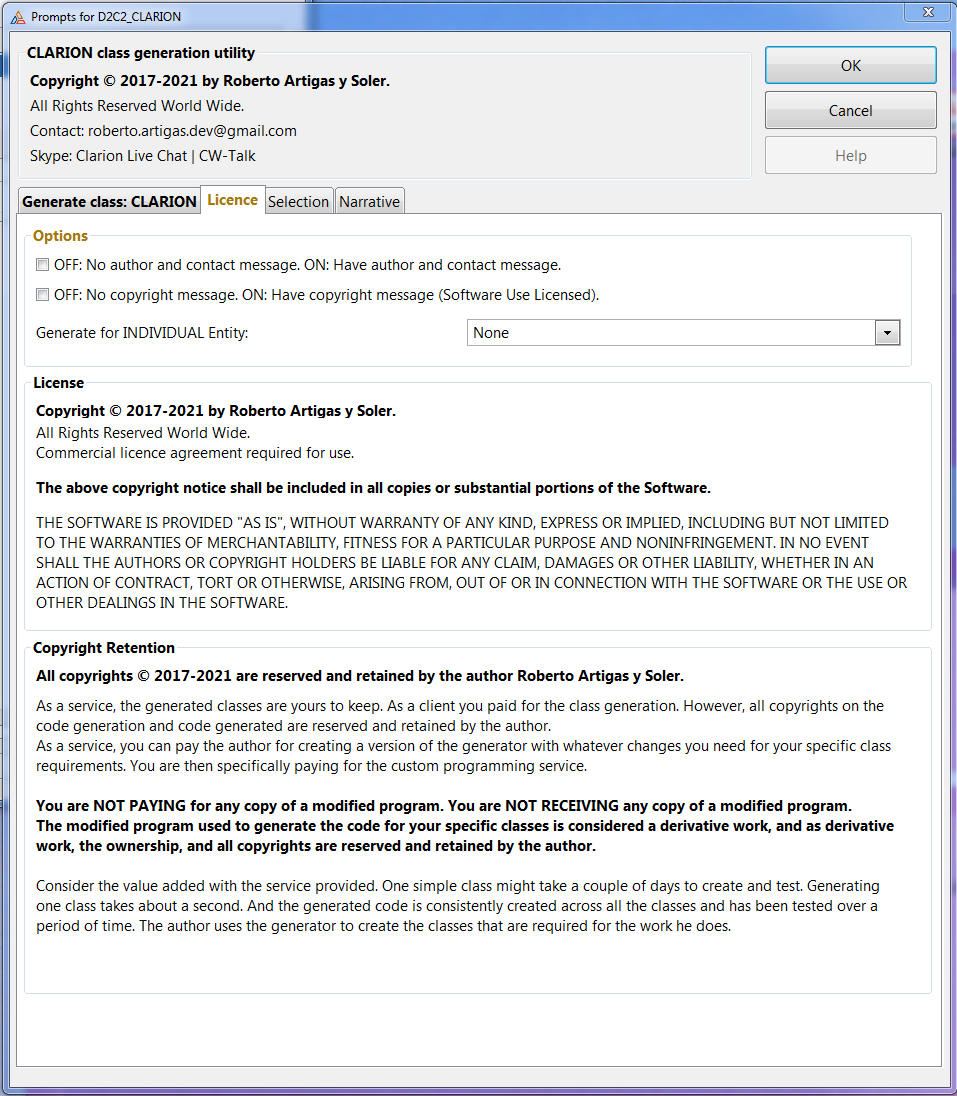 Prompts for D2C2_CLARION
CLARION class generation utility
Copyright © 2017-2021 by Roberto Artigas y Soler.
All Rights Reserved World Wide.
Contact: roberto.artigas.dev@gmail.com
Skype: Clarion Live Chat | CW-Talk
OK
Cancel
Help
Generate class: CLARION
Licence
Selection
Narrative
Options
OFF: No author and contact message. ON: Have author and contact message.
OFF: No copyright message. ON: Have copyright message (Software Use Licensed).
Generate for INDIVIDUAL Entity:
None
License
Copyright © 2017-2021 by Roberto Artigas y Soler.
All Rights Reserved World Wide.
Commercial licence agreement required for use.
The above copyright notice shall be included in all copies or substantial portions of the Software.
THE SOFTWARE IS PROVIDED "AS IS", WITHOUT WARRANTY OF ANY KIND, EXPRESS OR IMPLIED, INCLUDING BUT NOT LIMITED
TO THE WARRANTIES OF MERCHANTABILITY, FITNESS FOR A PARTICULAR PURPOSE AND NONINFRINGEMENT. IN NO EVENT
SHALL THE AUTHORS OR COPYRIGHT HOLDERS BE LIABLE FOR ANY CLAIM, DAMAGES OR OTHER LIABILITY, WHETHER IN AN
ACTION OF CONTRACT, TORT OR OTHERWISE, ARISING FROM, OUT OF OR IN CONNECTION WITH THE SOFTWARE OR THE USE OR
OTHER DEALINGS IN THE SOFTWARE.
Copyright Retention
All copyrights © 2017-2021 are reserved and retained by the author Roberto Artigas y Soler.
As a service, the generated classes are yours to keep. As a client you paid for the class generation. However, all copyrights on the
code generation and code generated are reserved and retained by the author.
As a service, you can pay the author for creating a version of the generator with whatever changes you need for your specific class
requirements. You are then specifically paying for the custom programming service.
You are NOT PAYING for any copy of a modified program. You are NOT RECEIVING any copy of a modified program.
The modified program used to generate the code for your specific classes is considered a derivative work, and as derivative
work, the ownership, and all copyrights are reserved and retained by the author.
Consider the value added with the service provided. One simple class might take a couple of days to create and test. Generating
one class takes about a second. And the generated code is consistently created across all the classes and has been tested over a
period of time. The author uses the generator to create the classes that are required for the work he does.